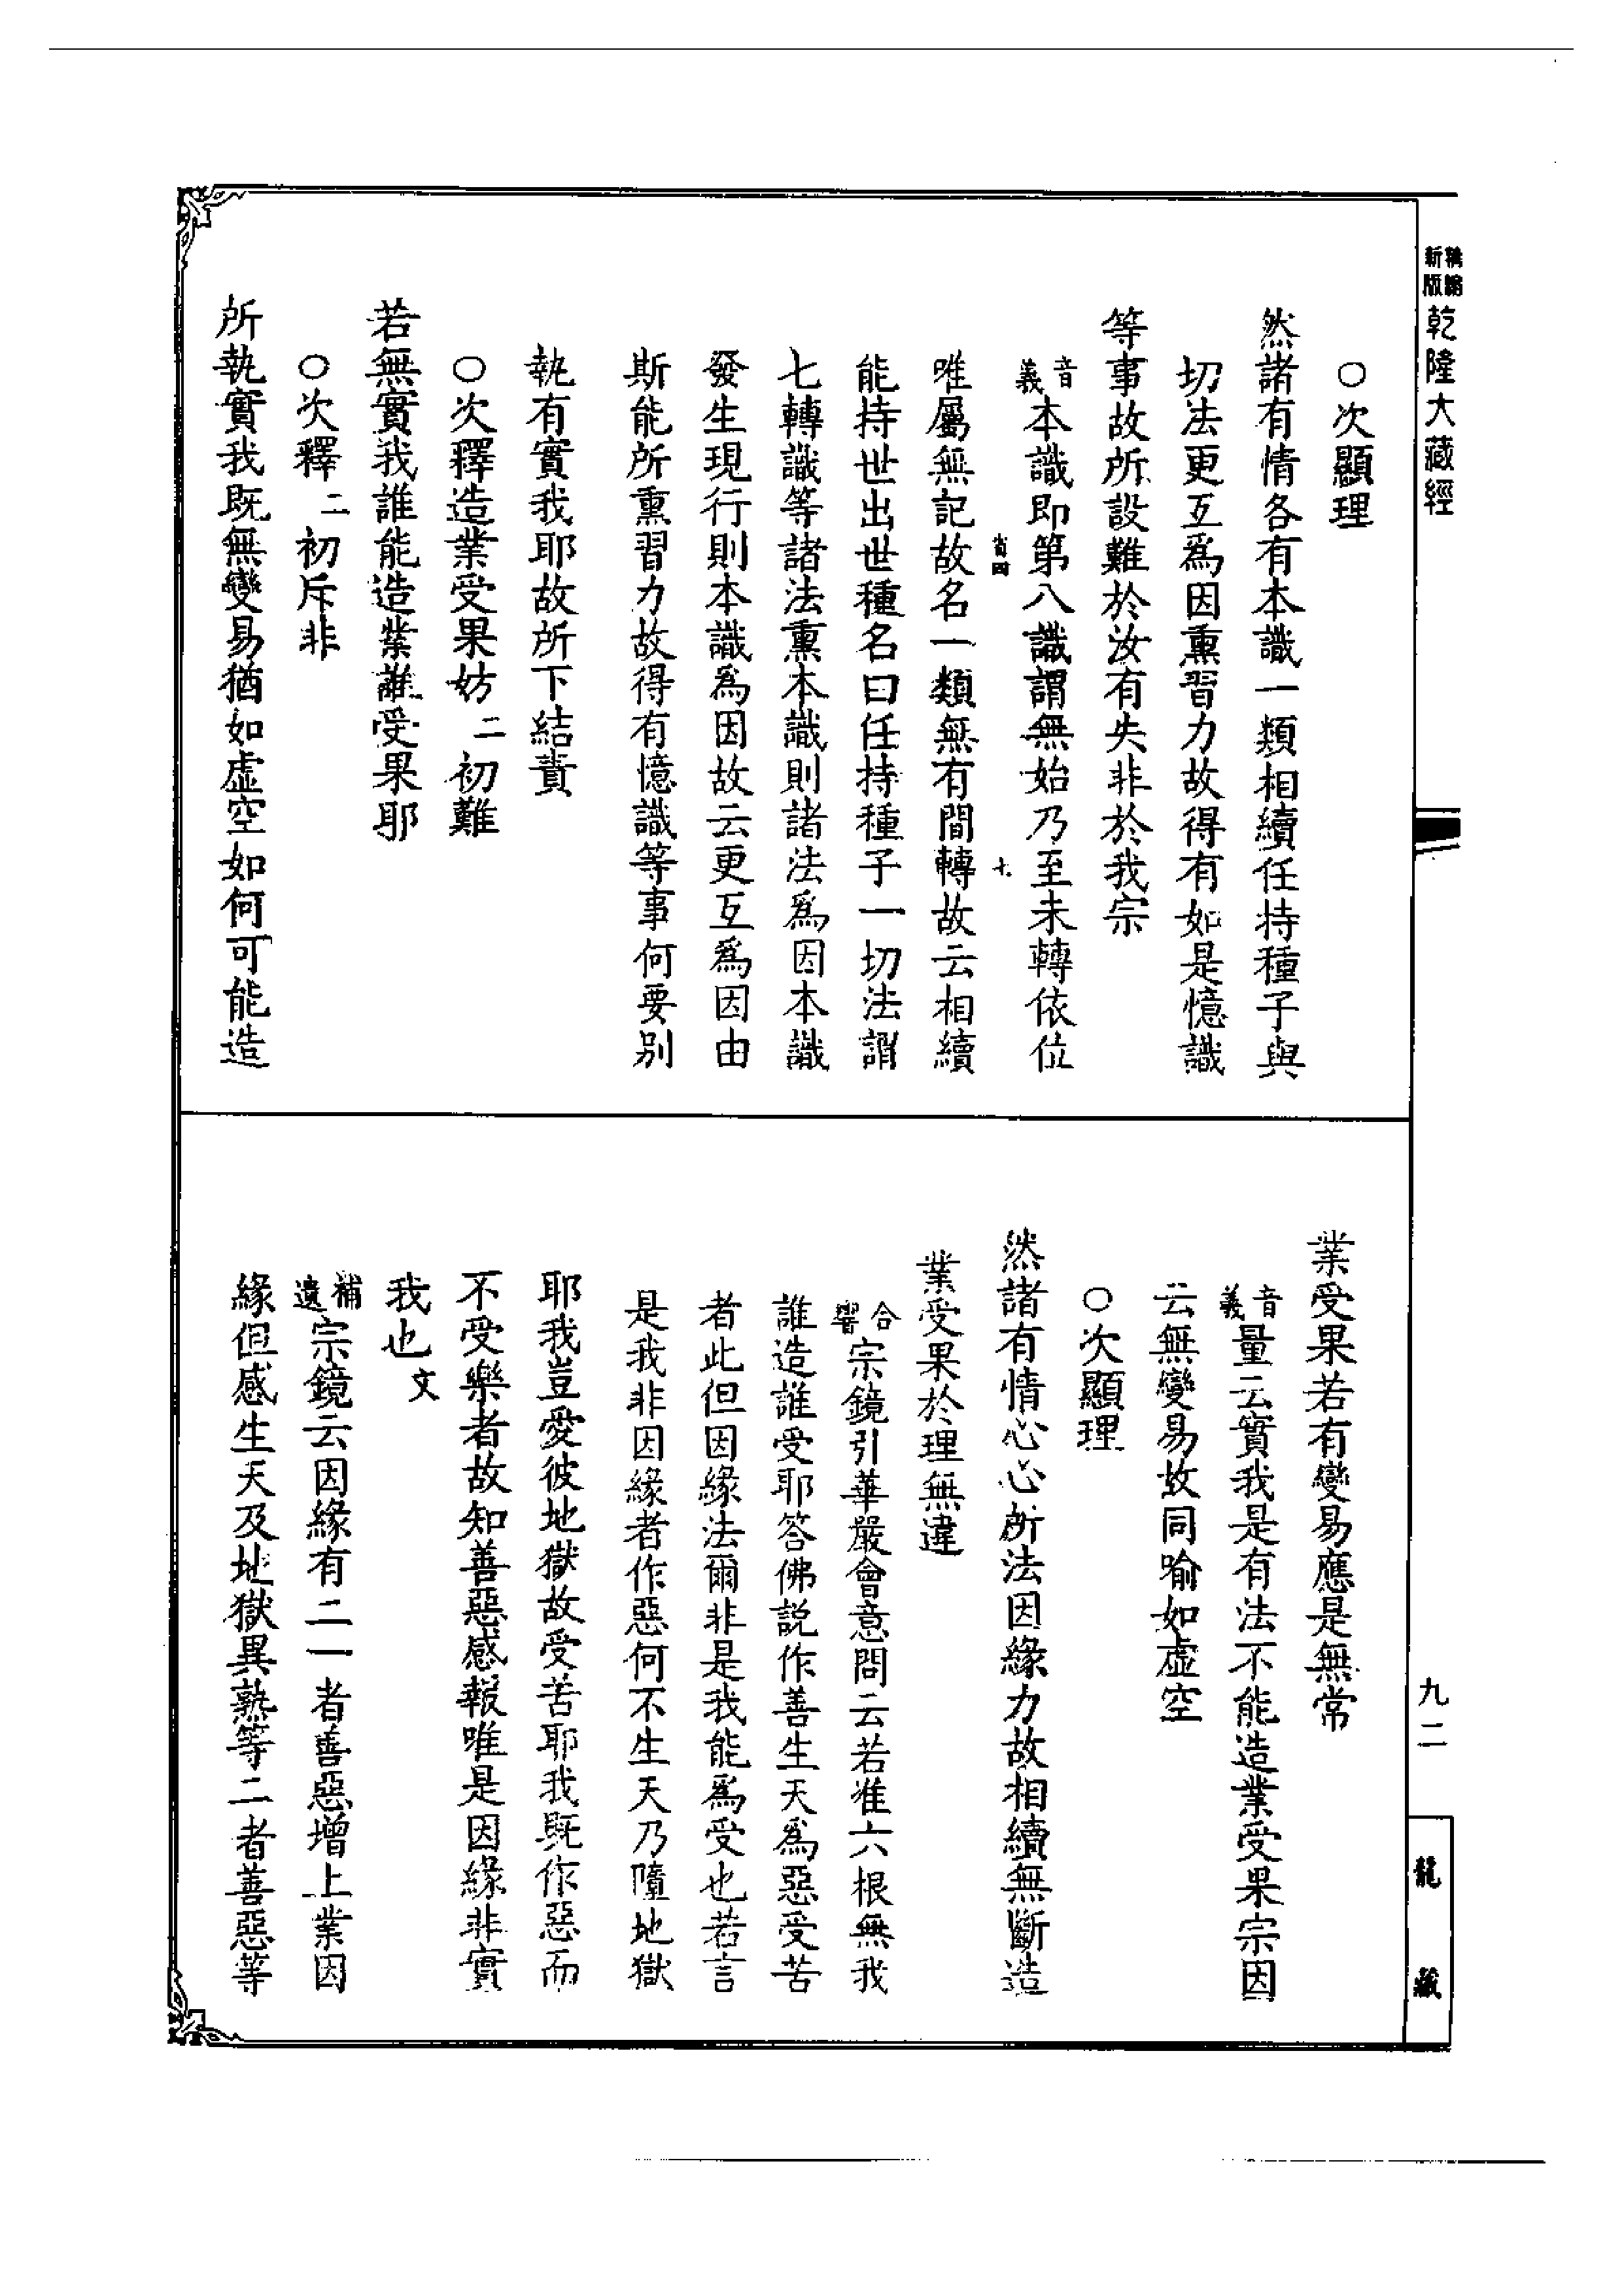 新版 精縮 乾隆大藏經
○次顯理
然諸有情各有本識一類相續任持種子與
切法更互爲因熏習力故得有如是憶識
等事故所設難於汝有失非於我宗
音義本識即第八識謂無始乃至未轉依位
唯屬無記故名一類無有間轉故云相續
能持世出世種名曰任持種子一切法謂
七轉識等諸法熏本識則諸法爲因本識
發生現行則本識爲因故云更互爲因由
斯能所熏習力故得有憶識等事何要別
執有實我耶故所下結責
○次釋造業受果妨二初難
若無實我誰能造業誰受果耶
○次釋二初斥非
所執實我既無變易猶如虛空如何可能造
業受果若有變易應是無常
音義量云實我是有法不能造業受果宗因
云無變易故同喻如虛空
○次顯理
然諸有情心心所法因緣力故相續無斷造
業受果於理無違
合響宗鏡引華嚴會意問云若准六根無我
誰造誰受耶答佛説作善生天爲惡受苦
者此但因緣法爾非是我能爲受也若言
是我非因緣者作惡何不生天乃墮地獄
耶我豈愛彼地獄故受苦耶我既作惡而
不受樂者故知善惡感報唯是因緣非實
我也文
補遺宗鏡云因緣有二一者善惡增上業因
緣但感生天及地獄異熟等二者善惡等
九二
龍藏